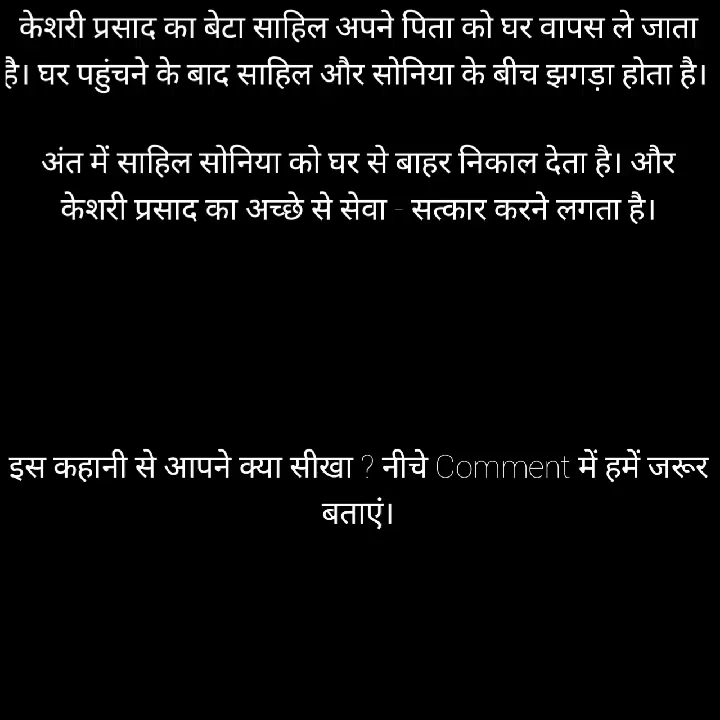 केशरी प्रसाद का बेटा साहिल अपने पिता को घर वापस ले जाता
है। घर पहुंचने के बाद साहिल और सोनिया के बीच झगड़ा होता है।
अंत में साहिल सोनिया को घर से बाहर निकाल देता है। और
केशरी प्रसाद का अच्छे से सेवा - सत्कार करने लगता है।
इस कहानी से आपने क्या सीखा ? नीचे Comment में हमें जरूर
बताएं।